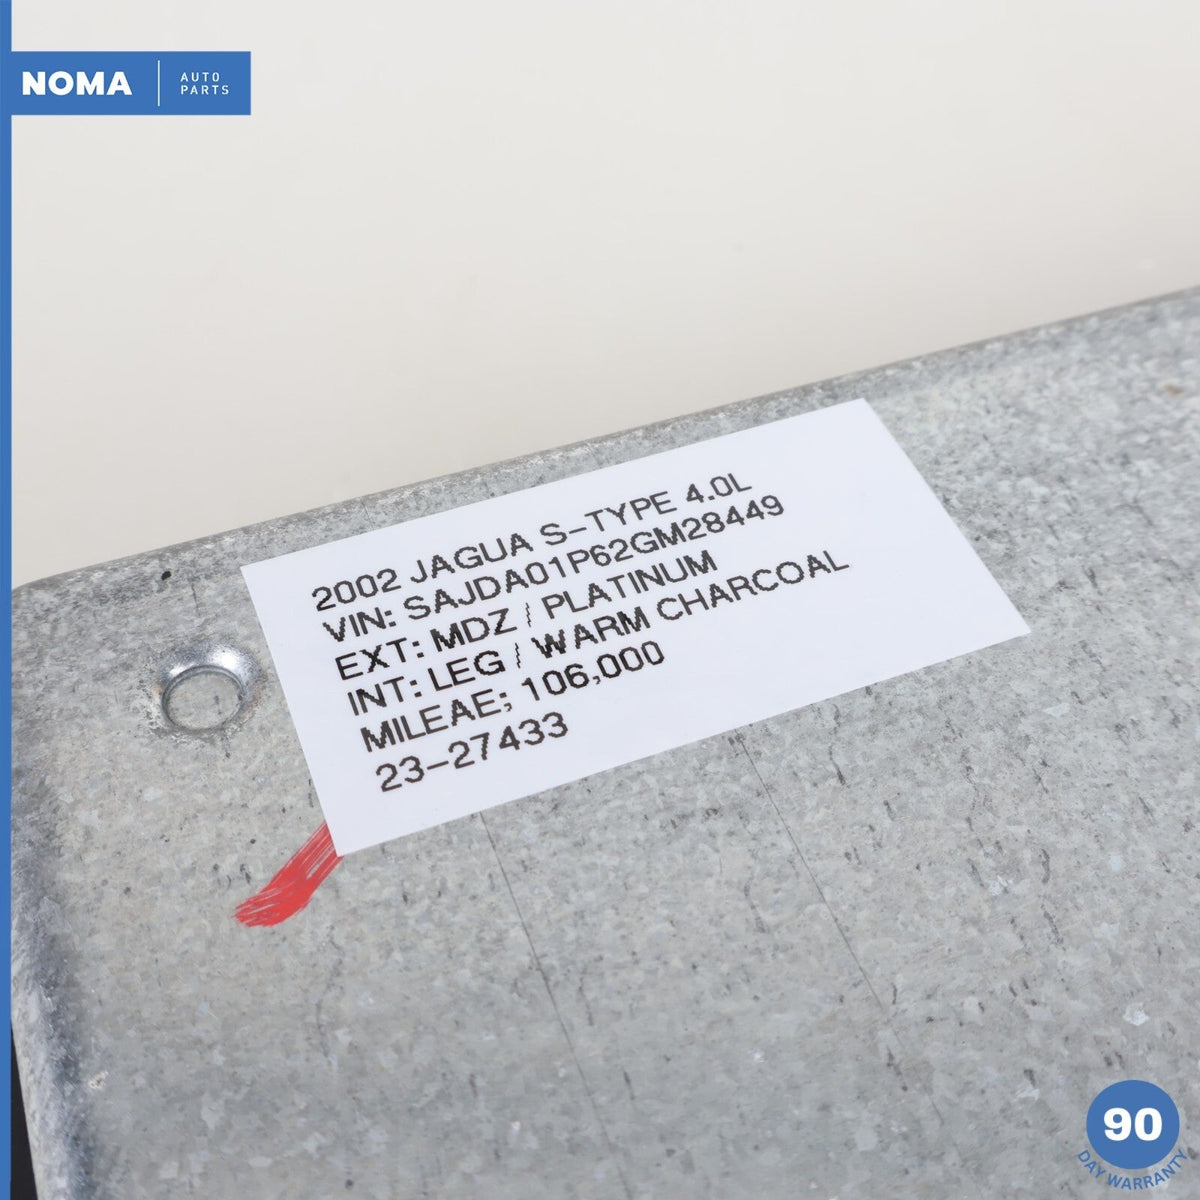 NOMA
AUTO
PARTS
2002 JAGUA S-TYPE 4.0L
VIN: SAJDA01P62GM28449
EXT: MDZ / PLATINUM
INT: LEG / WARM CHARCOAL
MILEAE; 106,000
23-27433
90
DAY WARRANTY